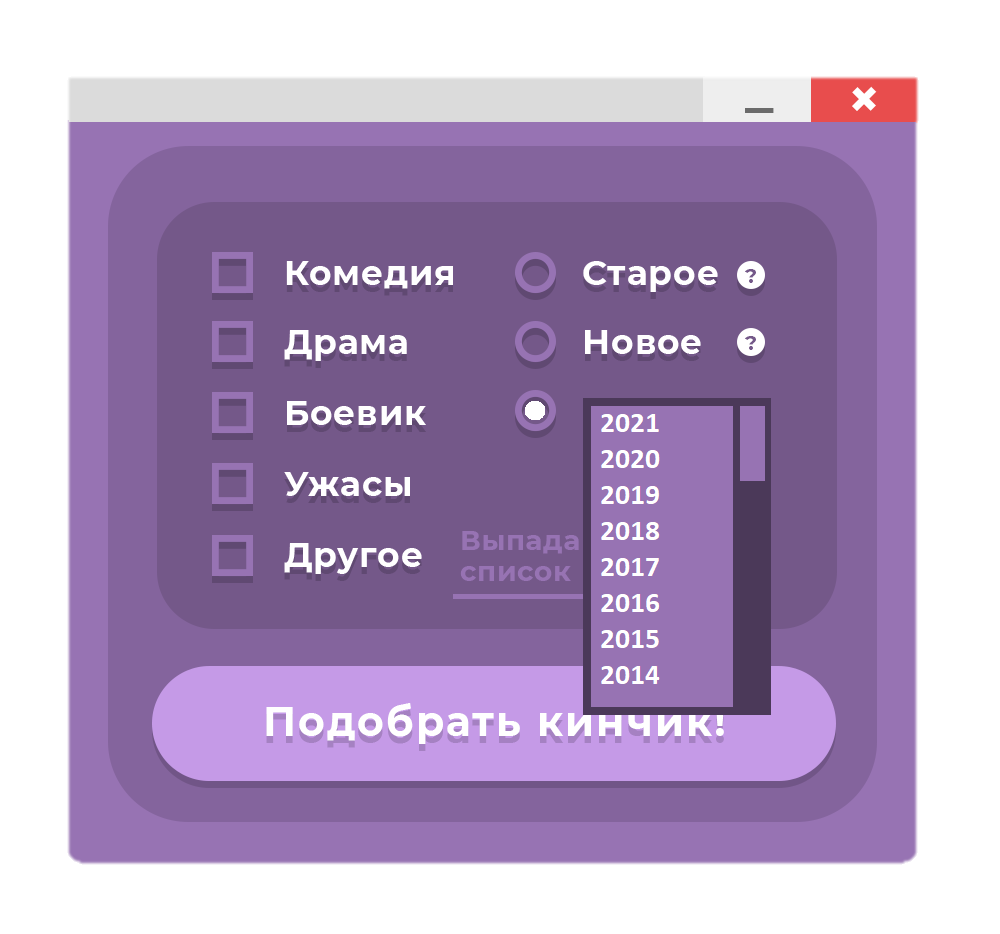 Комедия
Старое ?
Драма
Новое ?
Боевик
Ужасы
Другое
Выпада
список
2021
2020
2019
2018
2017
2016
2015
2014
Подобрать кинчик!